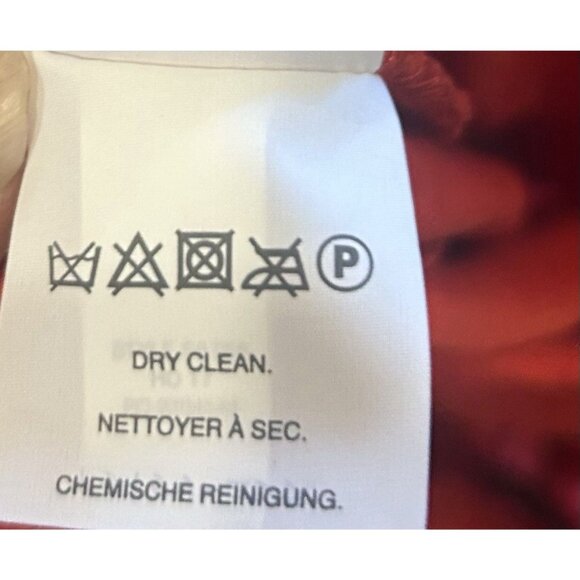 P
DRY CLEAN.
NETTOYER À SEC.
CHEMISCHE REINIGUNG.